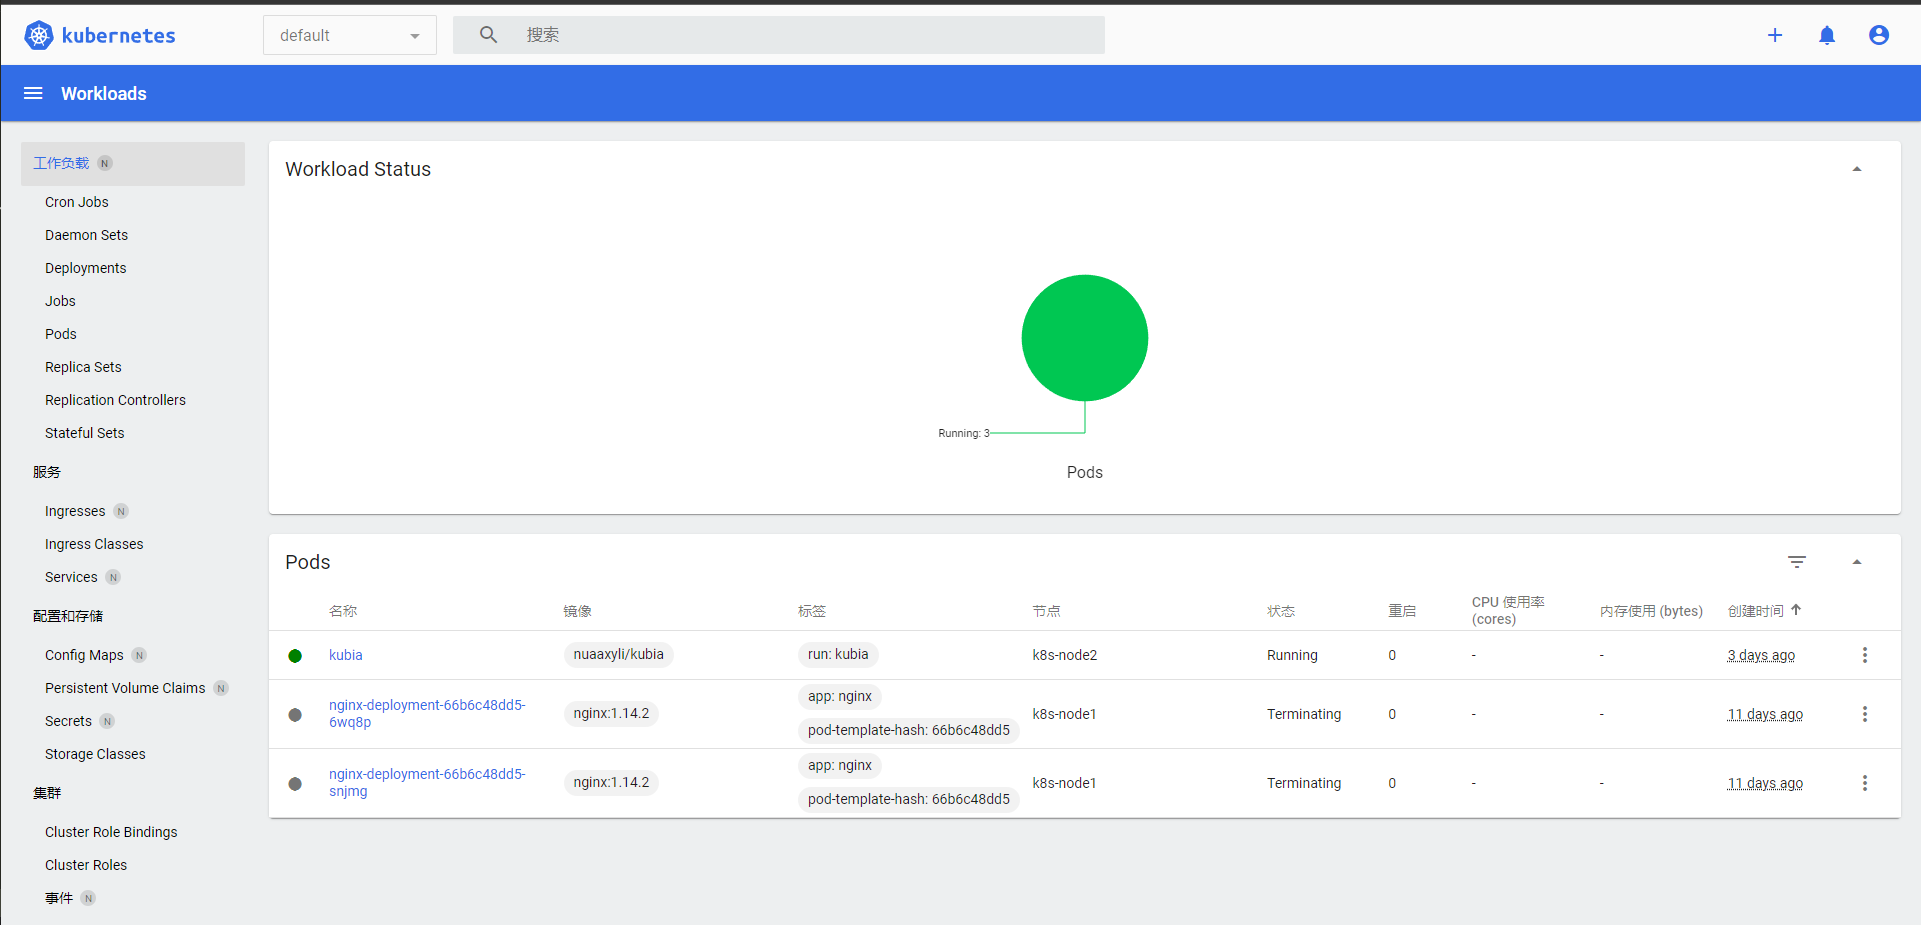 kubernetes
default
搜索
Workloads
工作负载 N
Cron Jobs
Daemon Sets
Deployments
Jobs
Pods
Replica Sets
Replication Controllers
Stateful Sets
服务
Ingresses N
Ingress Classes
Services N
配置和存储
Config Maps N
Persistent Volume Claims N
Secrets N
Storage Classes
集群
Cluster Role Bindings
Cluster Roles
事件 N
Workload Status
Running: 3
Pods
Pods
名称 镜像 标签 节点 状态 重启 CPU 使用率 (cores) 内存使用 (bytes) 创建时间
kubia nuaaxyli/kubia run: kubia k8s-node2 Running 0 - - 3 days ago
nginx-deployment-66b6c48dd5-
6wq8p
nginx:1.14.2
app: nginx
pod-template-hash: 66b6c48dd5
k8s-node1 Terminating 0 - - 11 days ago
nginx-deployment-66b6c48dd5-
snjmg
nginx:1.14.2
app: nginx
pod-template-hash: 66b6c48dd5
k8s-node1 Terminating 0 - - 11 days ago